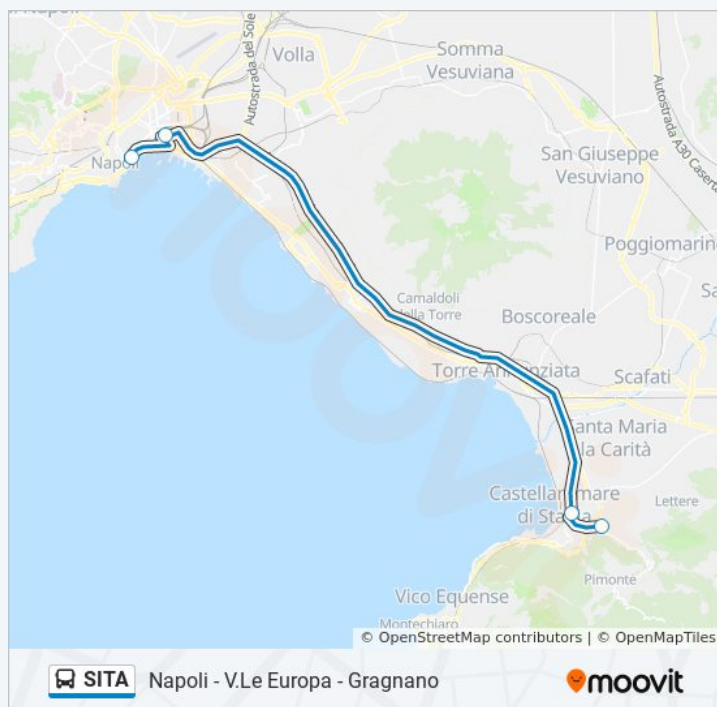 di Napoli
Volla
Somma
Vesuviana
Autostrada del Sole
Autostrada A30 Caserta
Napoli
San Giuseppe
Vesuviano
Poggiomarino
Camaldoli
della Torre
Boscoreale
Torre Annunziata
Scafati
Santa Maria
la Carità
Castellammare
di Stabia
Lettere
Pimonte
Vico Equense
Montechiaro
© OpenStreetMap contributors | © OpenMapTiles
SITA Napoli - V.Le Europa - Gragnano
moovit